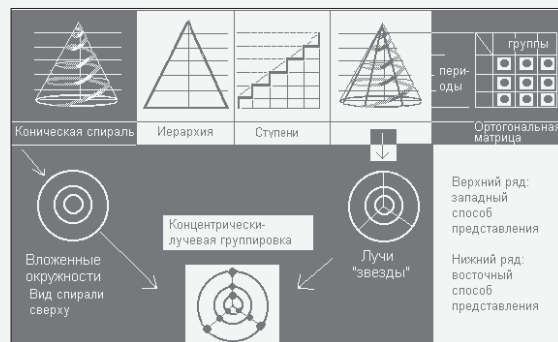 группы
пери-
оды
Коническая спираль
Иерархия
Ступени
Ортогональная
матрица
Концентрически-
лучевая группировка
Вложенные
окружности
Вид спирали
сверху
Лучи
"звезды"
Верхний ряд:
западный
способ
представления
Нижний ряд:
восточный
способ
представления